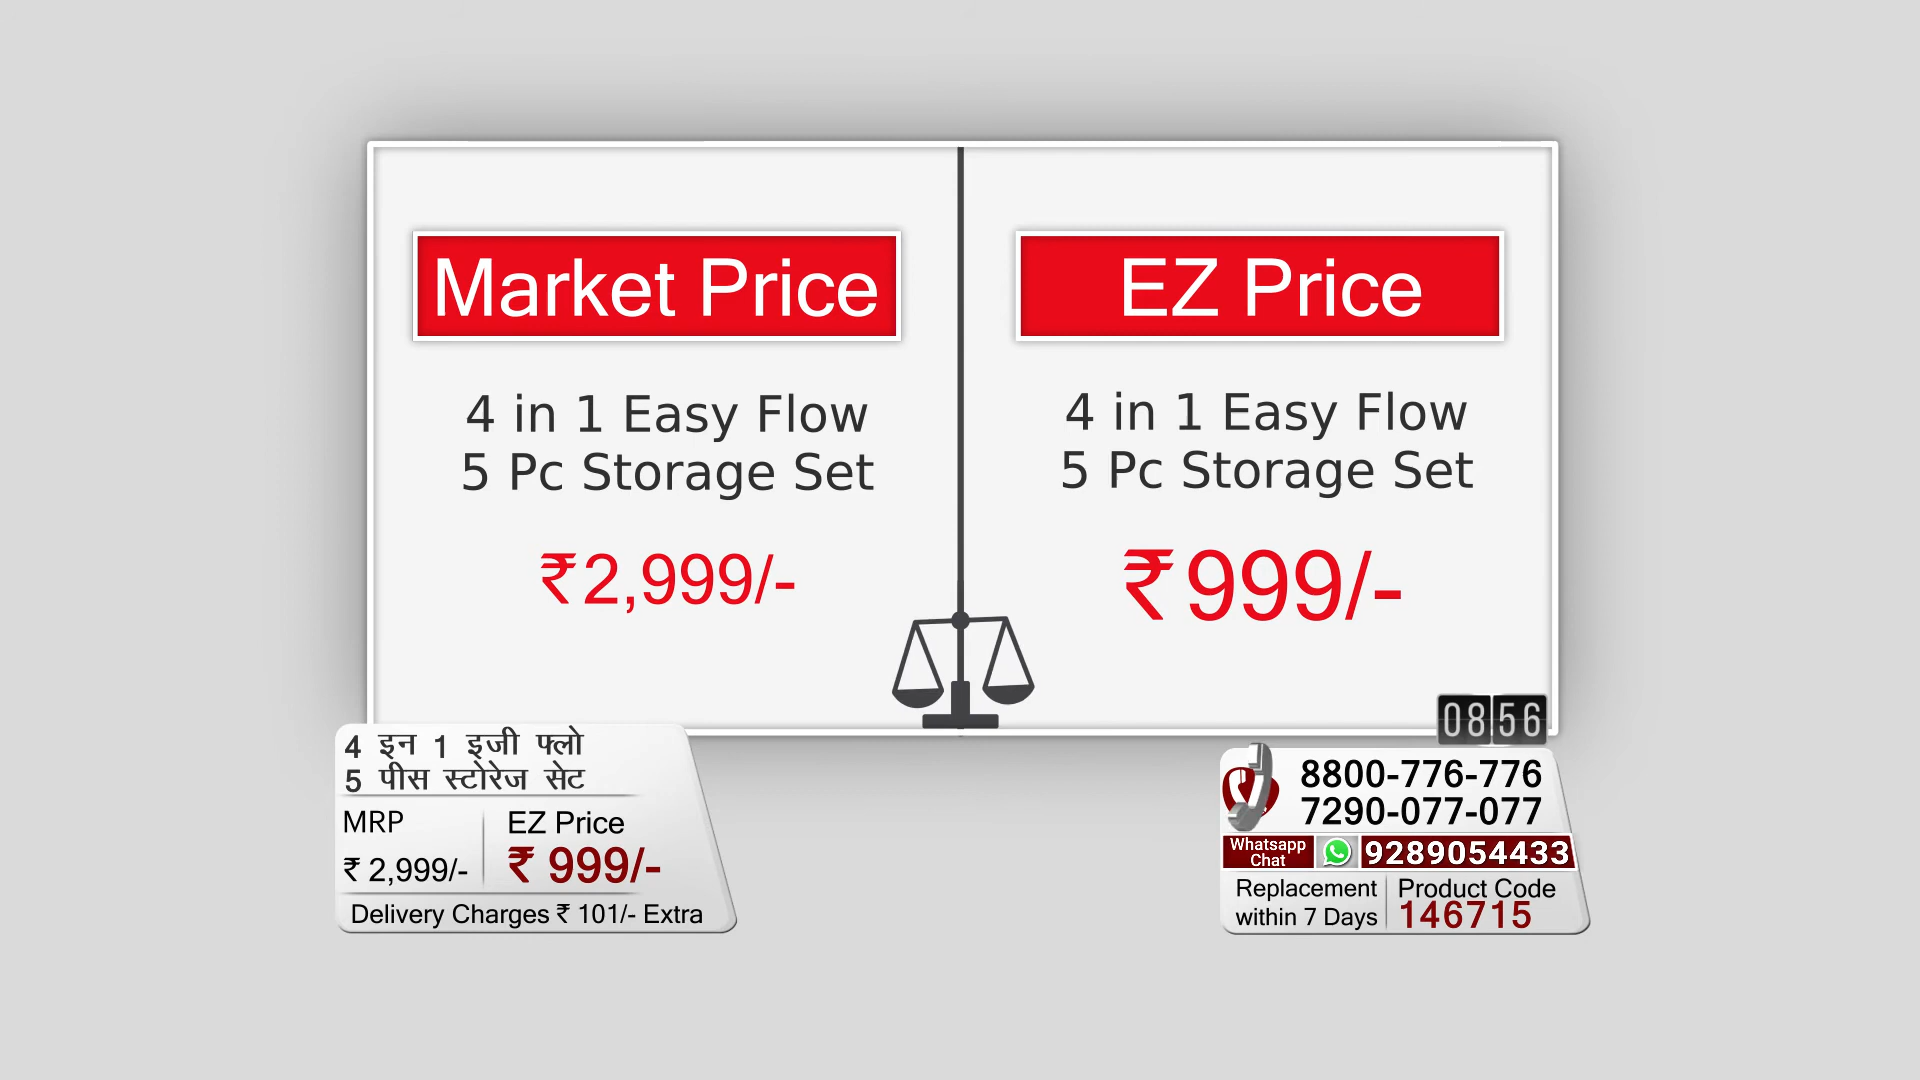 Market Price
EZ Price
4 in 1 Easy Flow
5 Pc Storage Set
4 in 1 Easy Flow
5 Pc Storage Set
₹2,999/-
₹999/-
08 56
4 इन 1 इजी फ्लो
5 पीस स्टोरेज सेट
MRP
EZ Price
₹ 2,999/-
₹ 999/-
Delivery Charges ₹ 101/- Extra
8800-776-776
7290-077-077
Whatsapp
Chat
9289054433
Replacement
within 7 Days
Product Code
146715